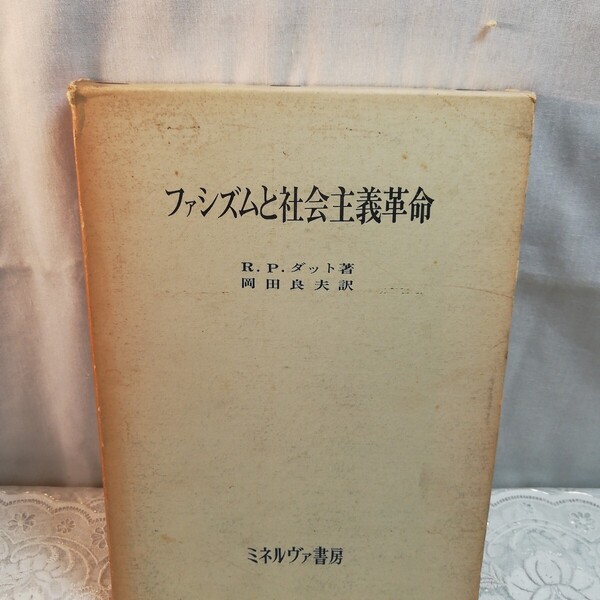 ファシズムと社会主義革命
R.P.ダット著
岡田良夫訳
ミネルヴァ書房